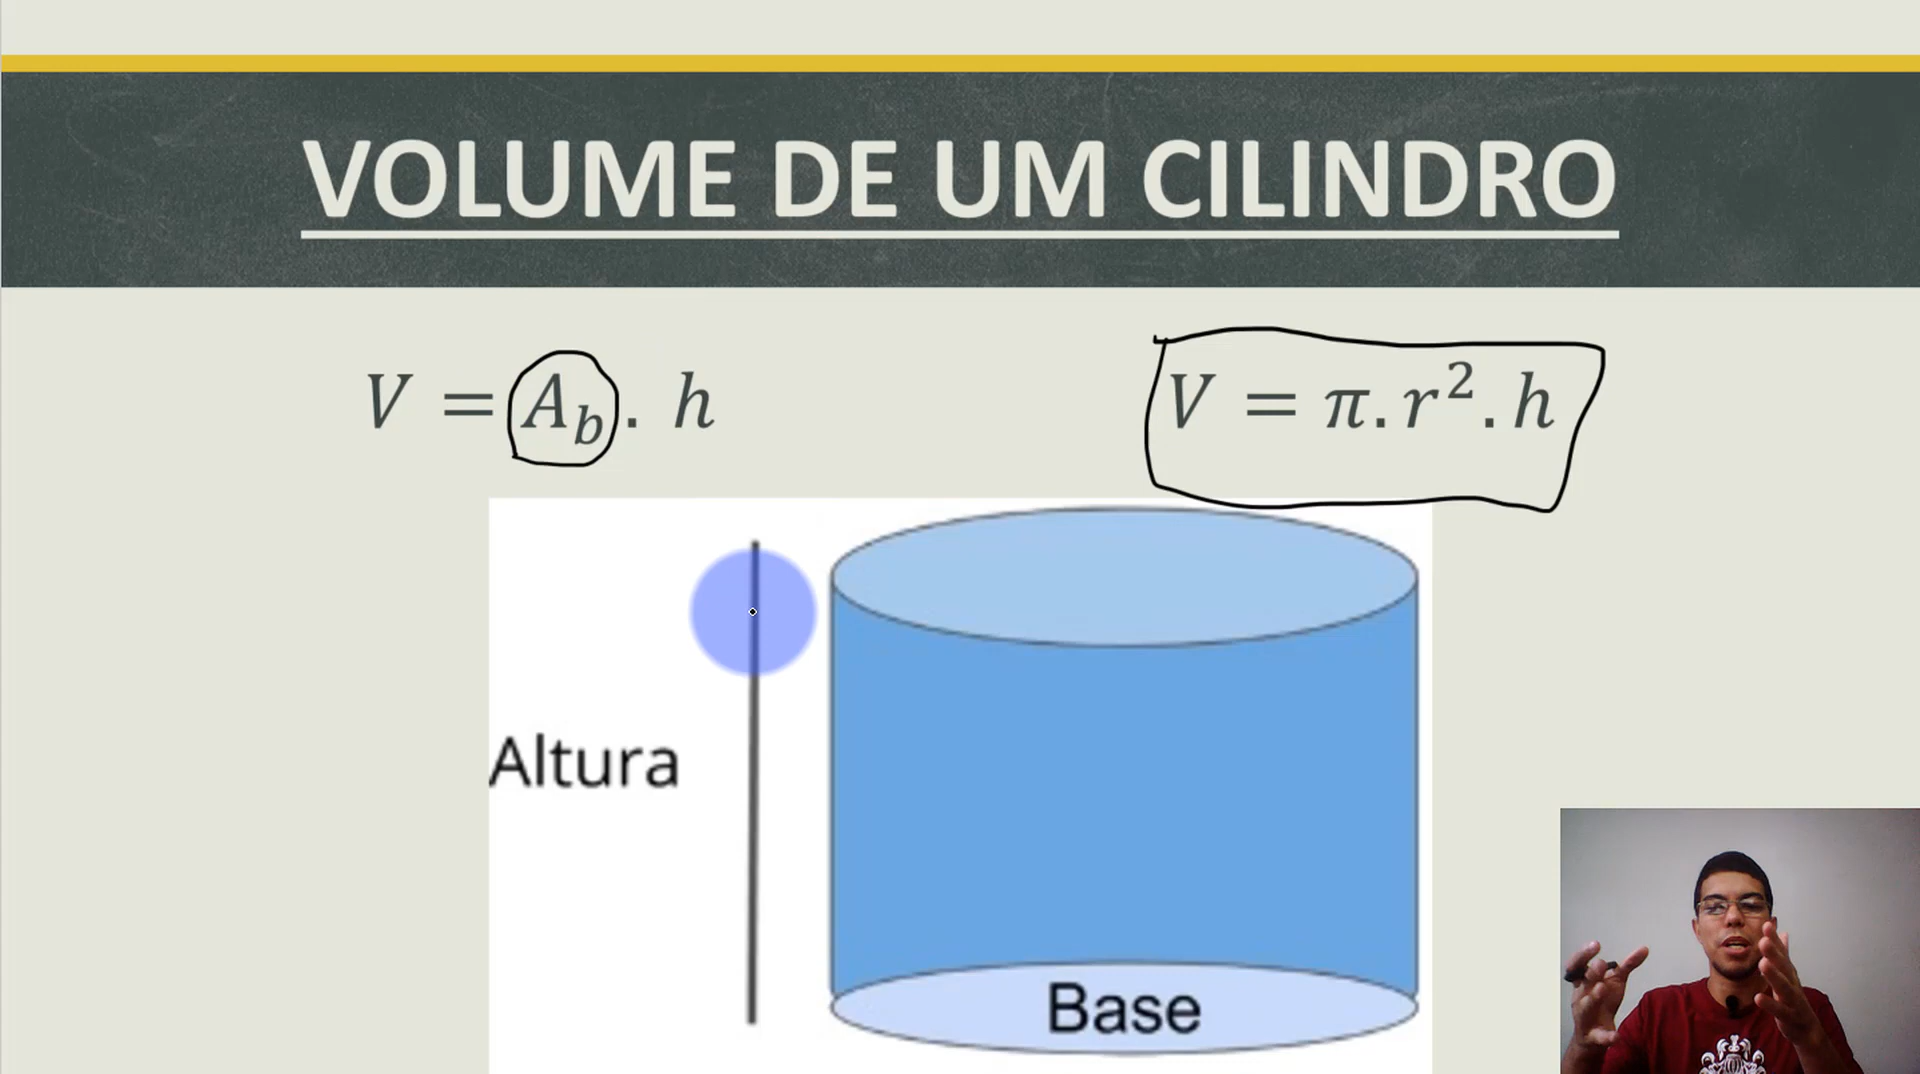 VOLUME DE UM CILINDRO
V = A_b . h
V = π. r². h
Altura
Base